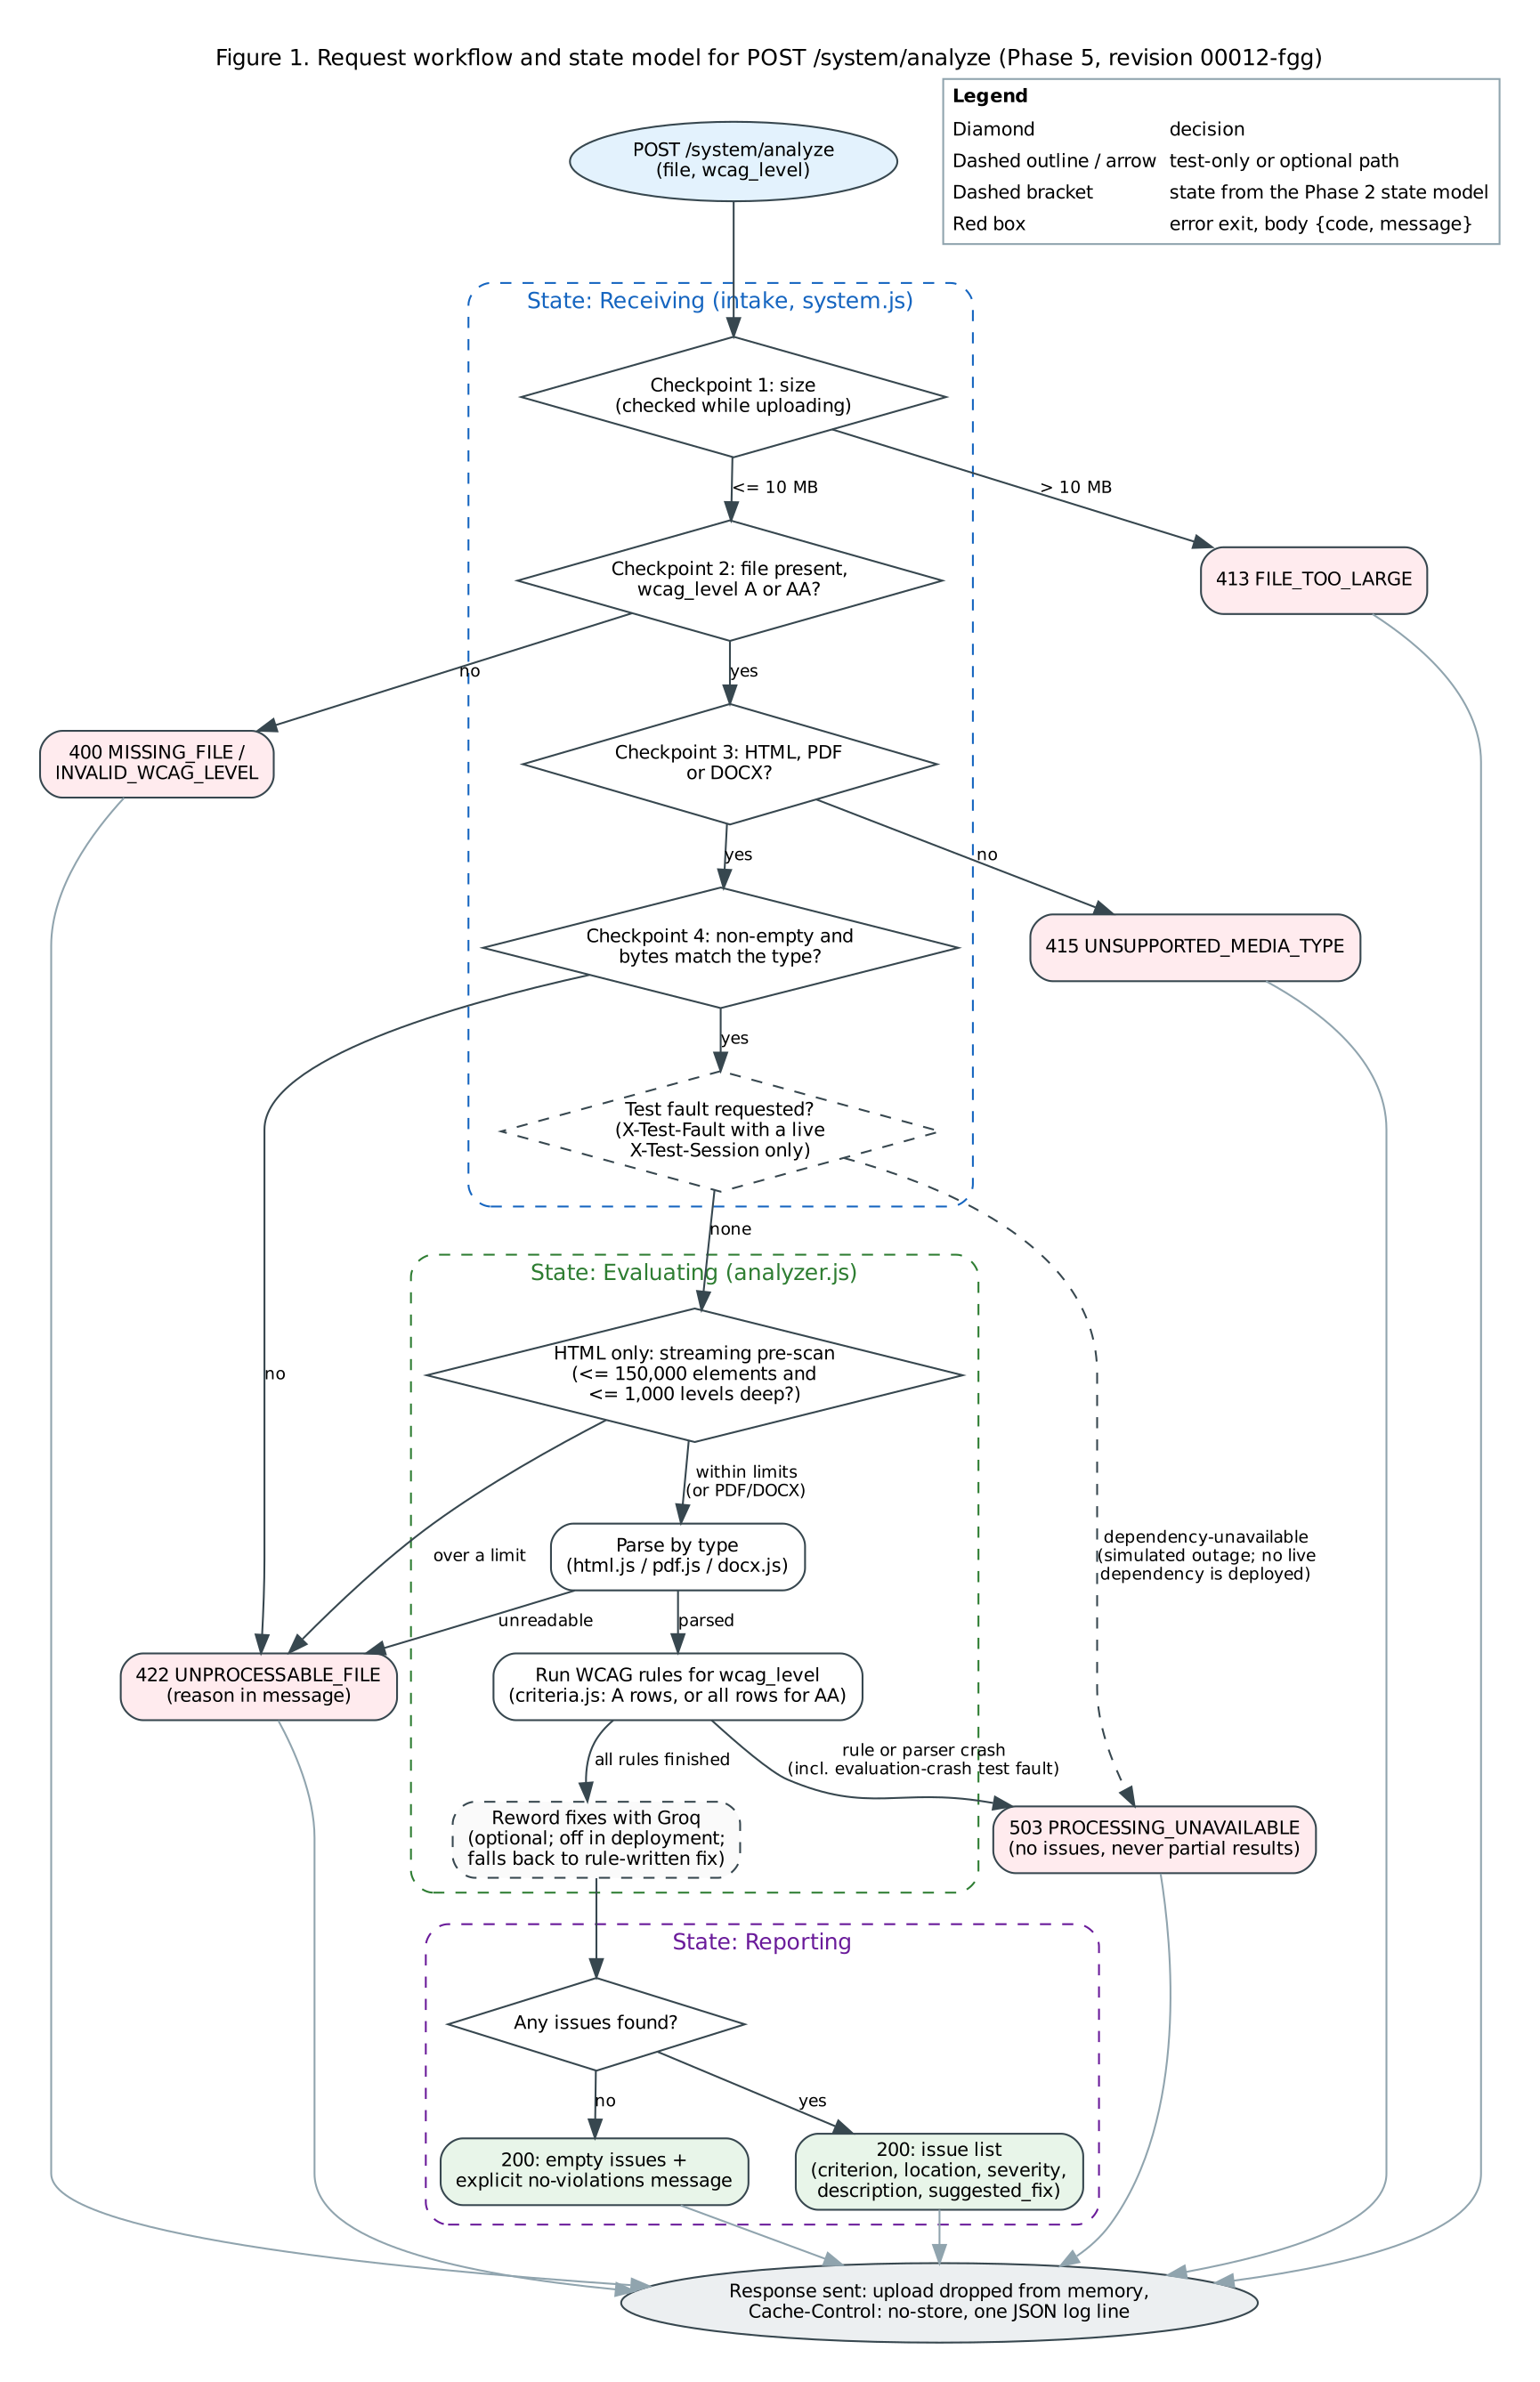 Figure 1. Request workflow and state model for POST /system/analyze (Phase 5, revision 00012-fgg)
Legend
Diamond decision
Dashed outline / arrow test-only or optional path
Dashed bracket state from the Phase 2 state model
Red box error exit, body {code, message}
POST /system/analyze
(file, wcag_level)
State: Receiving (intake, system.js)
Checkpoint 1: size
(checked while uploading)
<= 10 MB
> 10 MB
Checkpoint 2: file present,
wcag_level A or AA?
413 FILE_TOO_LARGE
no
yes
400 MISSING_FILE /
INVALID_WCAG_LEVEL
Checkpoint 3: HTML, PDF
or DOCX?
yes
no
Checkpoint 4: non-empty and
bytes match the type?
415 UNSUPPORTED_MEDIA_TYPE
yes
Test fault requested?
(X-Test-Fault with a live
X-Test-Session only)
none
State: Evaluating (analyzer.js)
HTML only: streaming pre-scan
(<= 150,000 elements and
<= 1,000 levels deep?)
no
within limits
(or PDF/DOCX)
over a limit
Parse by type
(html.js / pdf.js / docx.js)
dependency-unavailable
(simulated outage; no live
dependency is deployed)
unreadable
parsed
422 UNPROCESSABLE_FILE
(reason in message)
Run WCAG rules for wcag_level
(criteria.js: A rows, or all rows for AA)
all rules finished
rule or parser crash
(incl. evaluation-crash test fault)
Reword fixes with Groq
(optional; off in deployment;
falls back to rule-written fix)
503 PROCESSING_UNAVAILABLE
(no issues, never partial results)
State: Reporting
Any issues found?
no
yes
200: empty issues +
explicit no-violations message
200: issue list
(criterion, location, severity,
description, suggested_fix)
Response sent: upload dropped from memory,
Cache-Control: no-store, one JSON log line